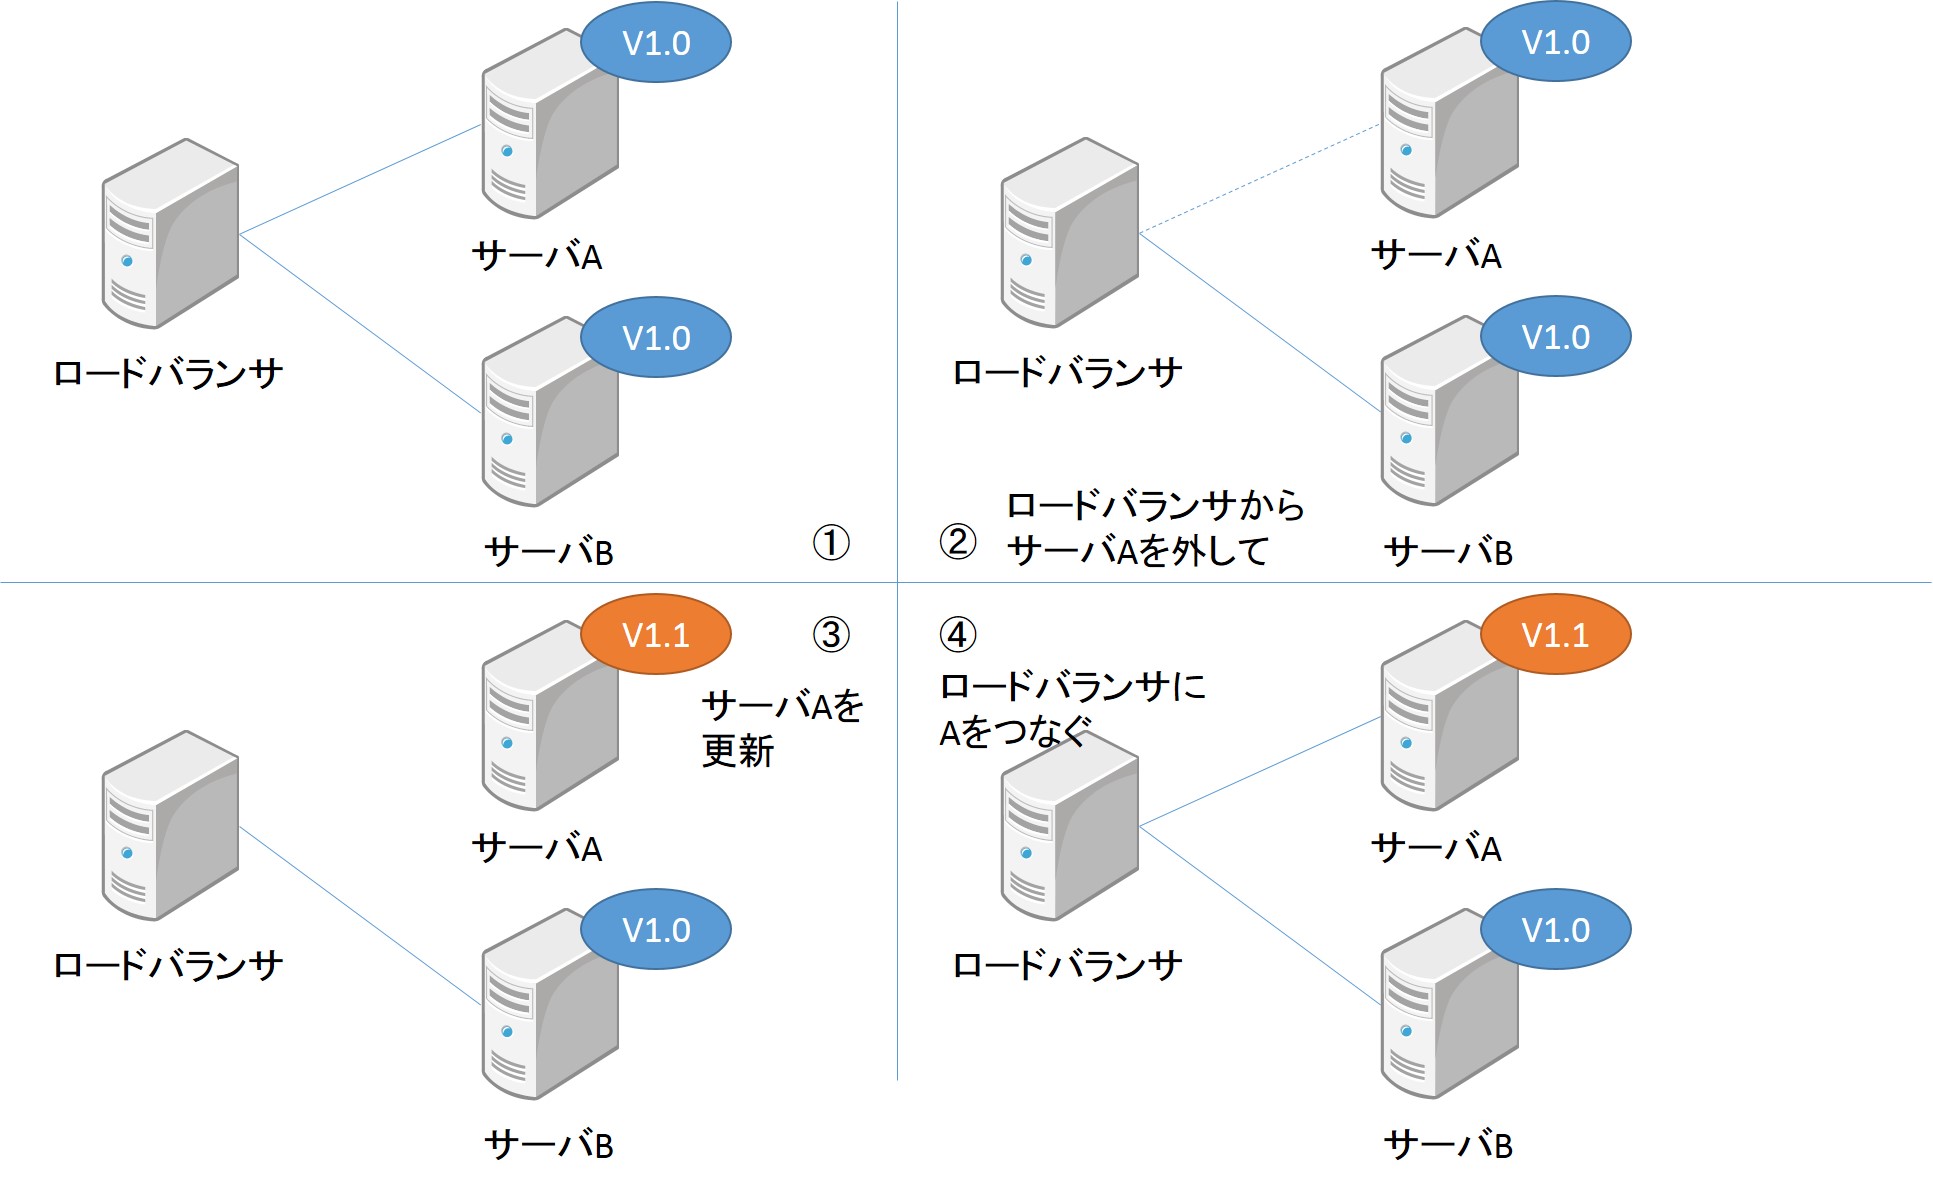 V1.0
サーバA
V1.0
ロードバランサ
サーバB
①
V1.0
サーバA
V1.0
ロードバランサ
②
ロードバランサから
サーバAを外して
サーバB
V1.1
③
サーバAを
更新
サーバA
V1.0
ロードバランサ
サーバB
④
ロードバランサに
Aをつなぐ
V1.1
サーバA
V1.0
ロードバランサ
サーバB